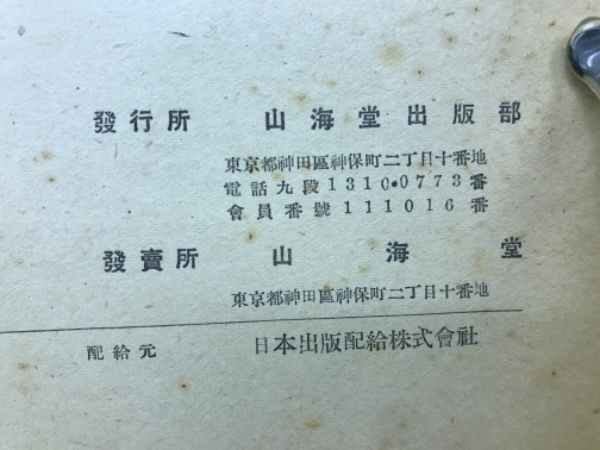 發行所 山海堂出版部
東京都神田區神保町二丁目十番地
電話九段1310•0773番
會員番號111016番
發賣所 山海堂
東京都神田區神保町二丁目十番地
配給元 日本出版配給株式會社